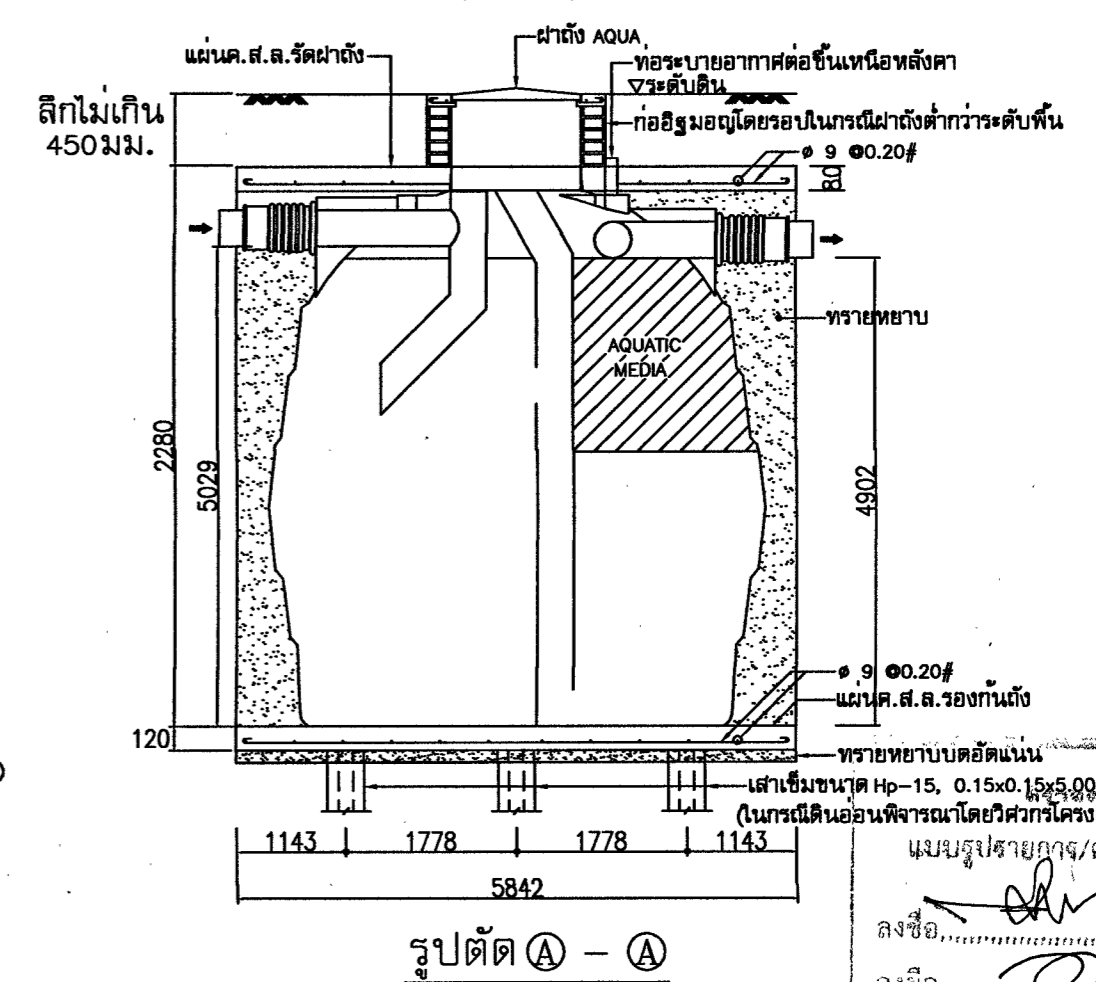 ฝาถัง AQUA
แผ่นค.ส.ล.รัดฝาถัง
ท่อระบายอากาศต่อขึ้นเหนือหลังคา
ระดับดิน
ลึกไม่เกิน
450มม.
ก่ออิฐมอญโดยรอบในกรณีฝาถังต่ำกว่าระดับพื้น
ø 9 @0.20#
80
ทรายหยาบ
AQUATIC
MEDIA
2280
5029
4902
ø 9 @0.20#
แผ่นค.ส.ล.รองก้นถัง
120
ทรายหยาบบดอัดแน่น
เสาเข็มขนาด Hp-15, 0.15x0.15x5.00
(ในกรณีดินอ่อนพิจารณาโดยวิศวกรโครง
1143 1778 1778 1143
แบบรูปรายการ/
5842
ลงชื่อ
รูปตัด A - A
ลงชื่อ